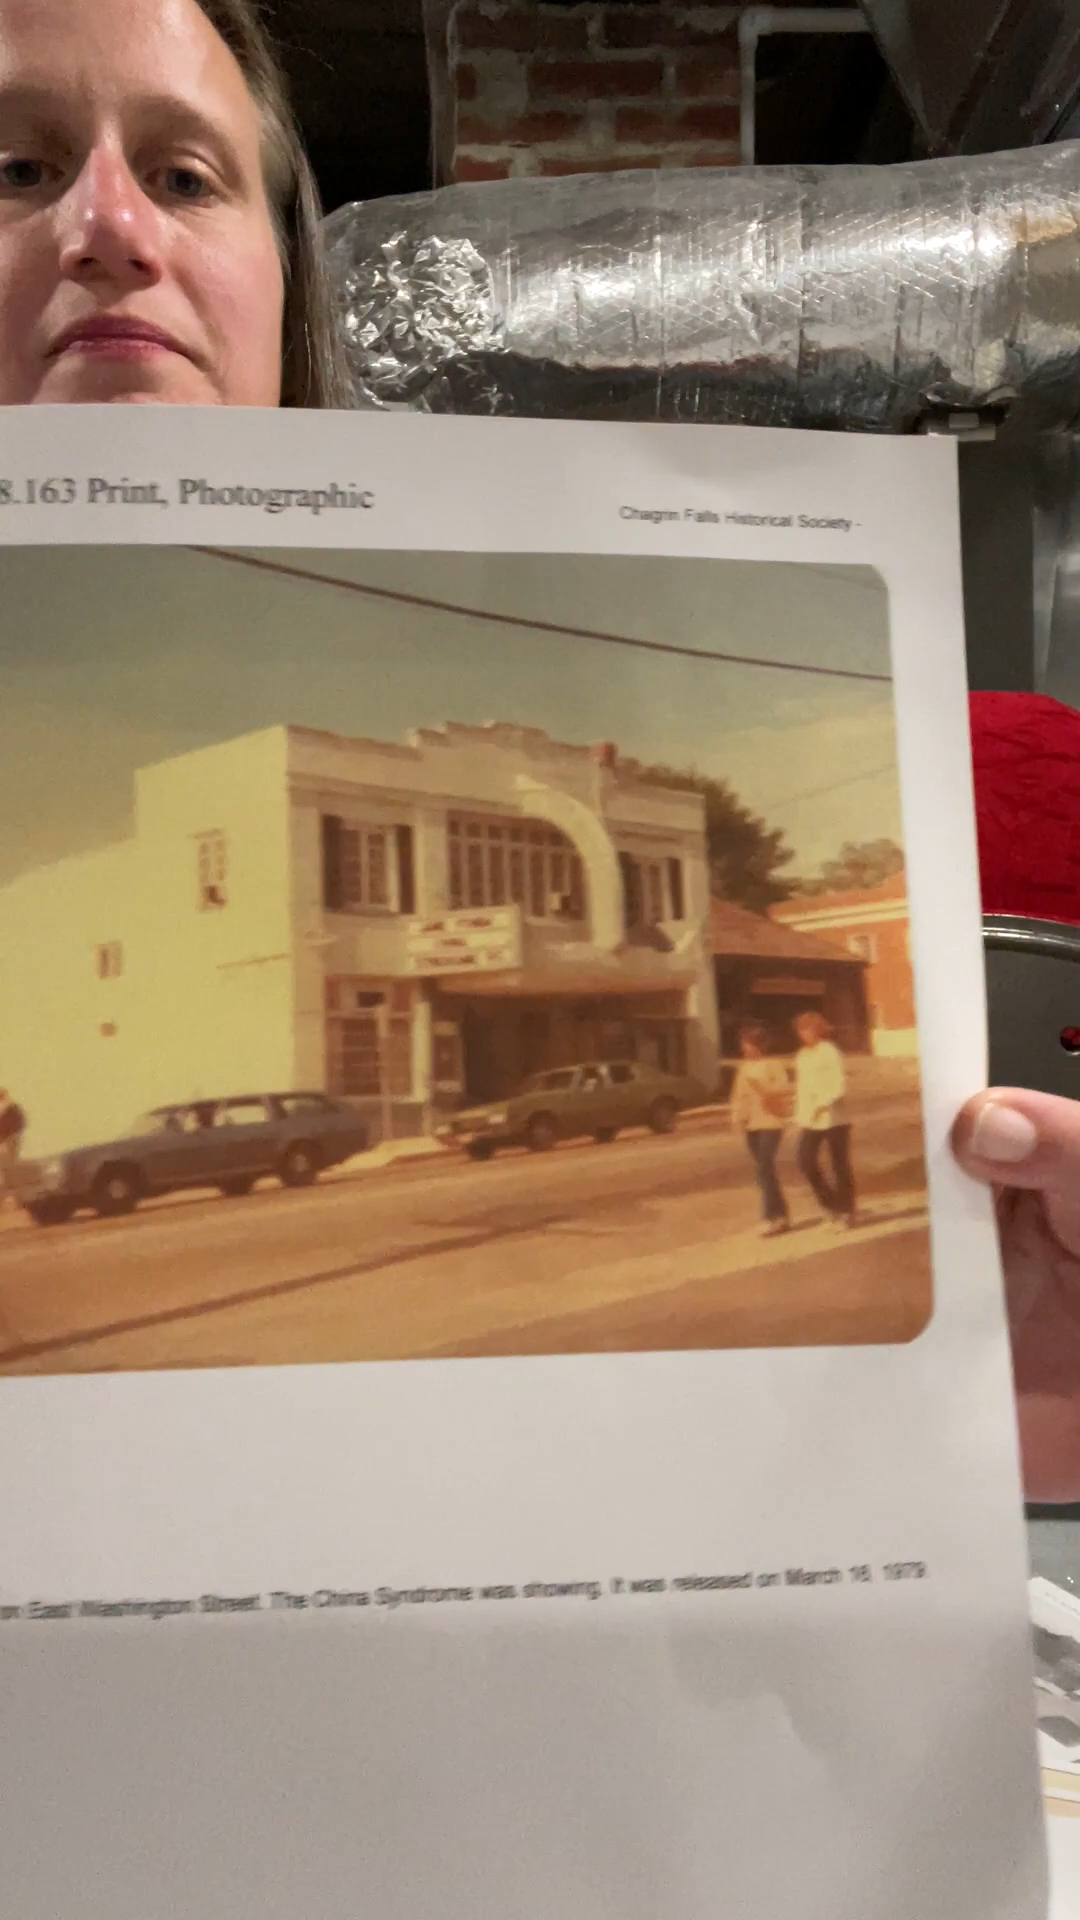 8.163 Print, Photographic
Chagrin Falls Historical Society -
on East Washington Street. The China Syndrome was showing. It was released on March 16, 1979.